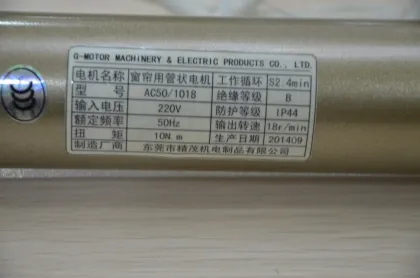 G-MOTOR MACHINERY & ELECTRIC PRODUCTS CO., LTD.
电机名称 窗帘用管状电机 工作循环 S2 4min
型号 AC50/1018 绝缘等级 B
输入电压 220V 防护等级 IP44
额定频率 50Hz 输出转速 18r/min
扭矩 10N.m 生产日期 201409
制造厂商 东莞市精茂机电制品有限公司